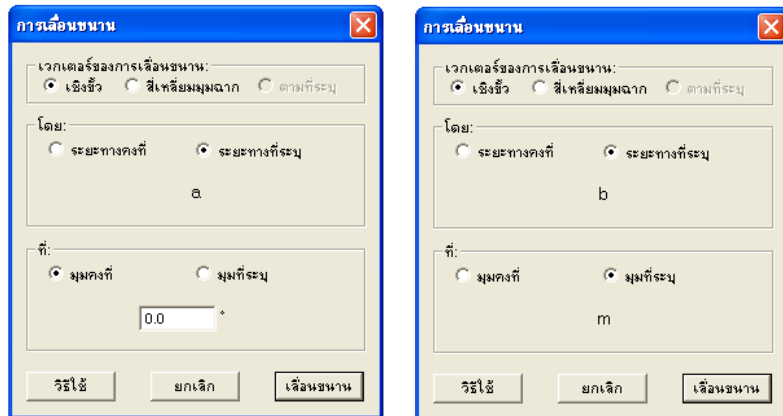 การเลื่อนขนาน
เวกเตอร์ของการเลื่อนขนาน:
เชิงขั้ว สี่เหลี่ยมมุมฉาก ตามที่ระบุ
โดย:
ระยะทางคงที่ ระยะทางที่ระบุ
a
ที่:
มุมคงที่ มุมที่ระบุ
0.0 °
วิธีใช้ ยกเลิก เลื่อนขนาน
การเลื่อนขนาน
เวกเตอร์ของการเลื่อนขนาน:
เชิงขั้ว สี่เหลี่ยมมุมฉาก ตามที่ระบุ
โดย:
ระยะทางคงที่ ระยะทางที่ระบุ
b
ที่:
มุมคงที่ มุมที่ระบุ
m
วิธีใช้ ยกเลิก เลื่อนขนาน